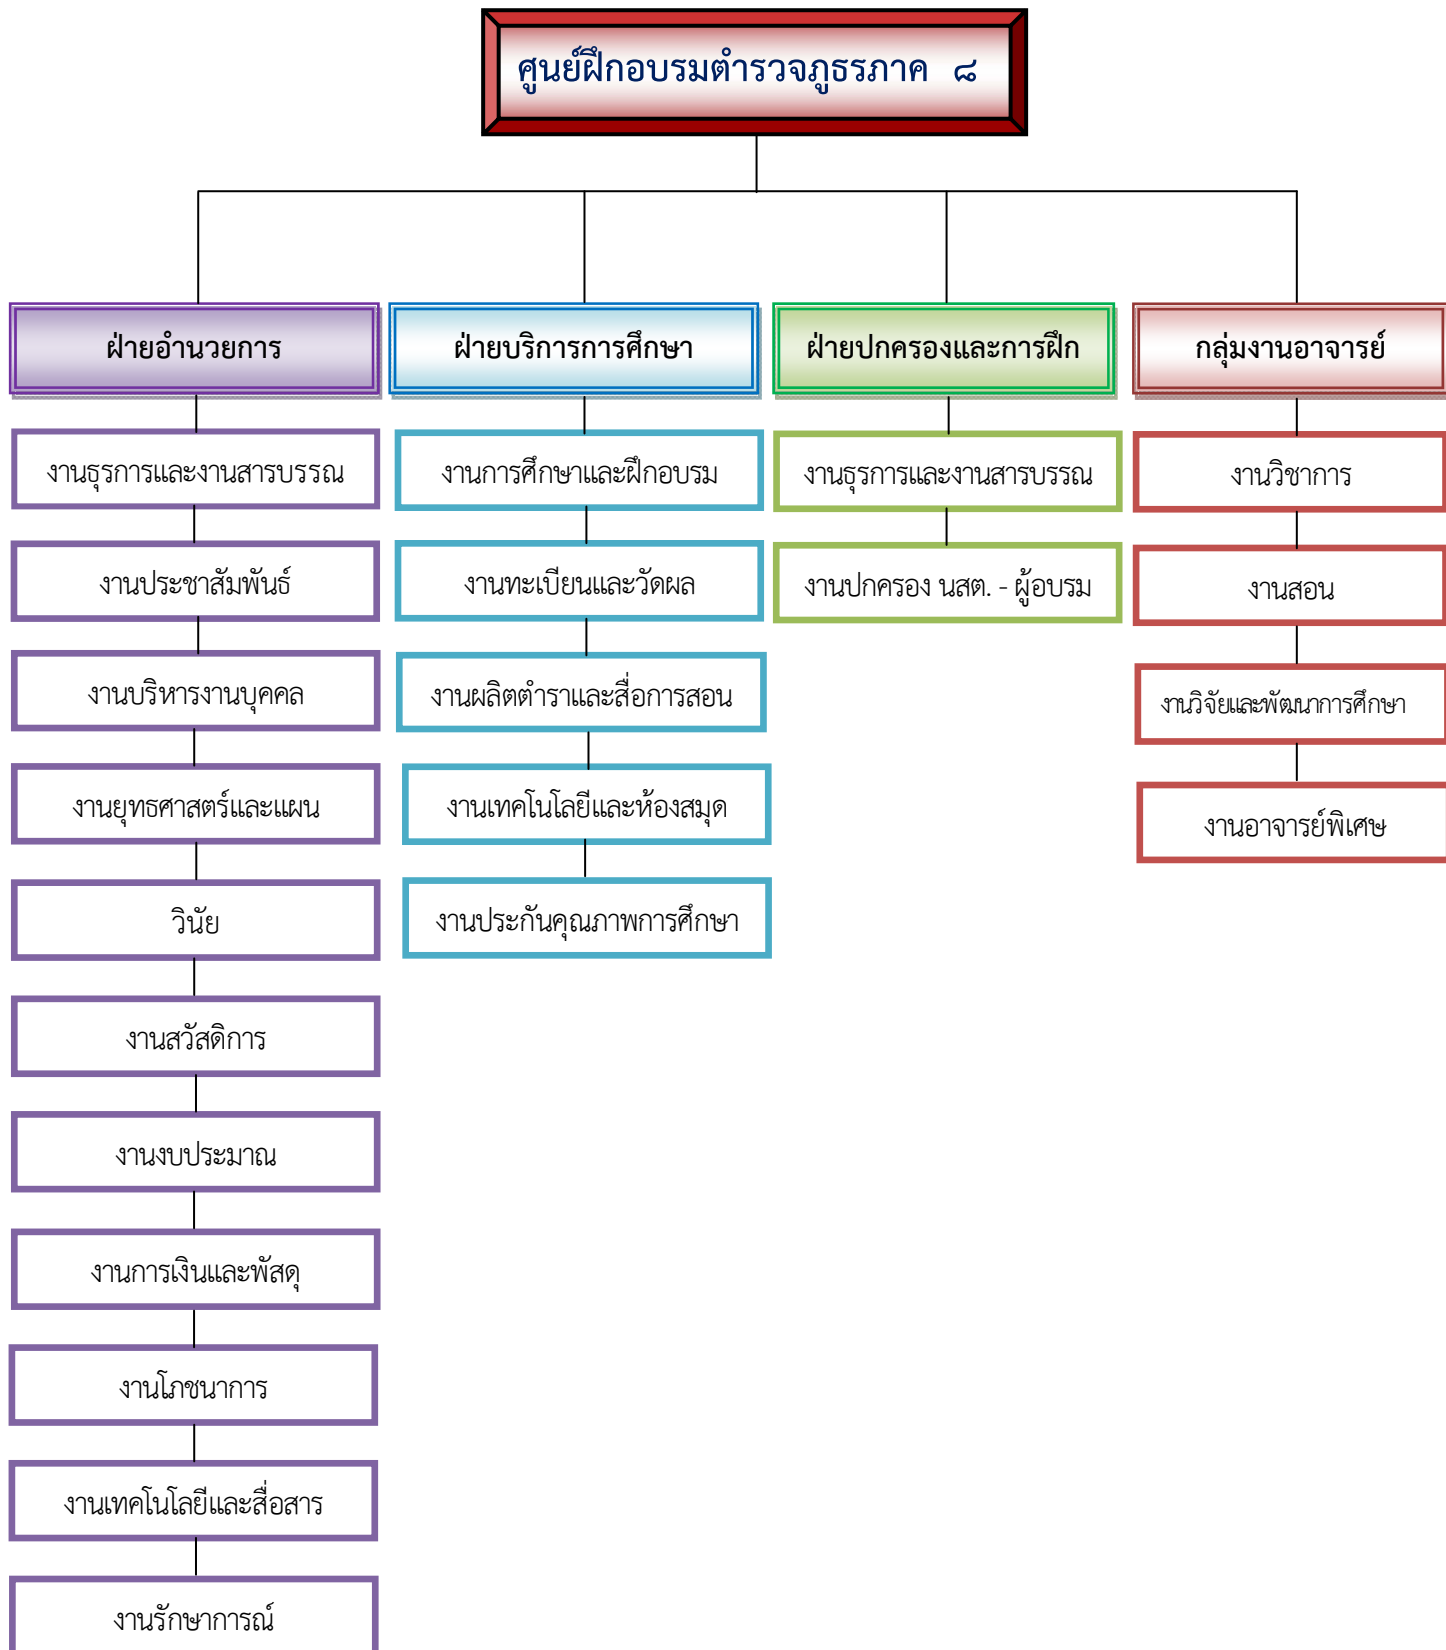 ศูนย์ฝึกอบรมตำรวจภูธรภาค ๘
ฝ่ายอำนวยการ
งานธุรการและงานสารบรรณ
งานประชาสัมพันธ์
งานบริหารงานบุคคล
งานยุทธศาสตร์และแผน
วินัย
งานสวัสดิการ
งานงบประมาณ
งานการเงินและพัสดุ
งานโภชนาการ
งานเทคโนโลยีและสื่อสาร
งานรักษาการณ์
ฝ่ายบริการการศึกษา
งานการศึกษาและฝึกอบรม
งานทะเบียนและวัดผล
งานผลิตตำราและสื่อการสอน
งานเทคโนโลยีและห้องสมุด
งานประกันคุณภาพการศึกษา
ฝ่ายปกครองและการฝึก
งานธุรการและงานสารบรรณ
งานปกครอง นสต. - ผู้อบรม
กลุ่มงานอาจารย์
งานวิชาการ
งานสอน
งานวิจัยและพัฒนาการศึกษา
งานอาจารย์พิเศษ